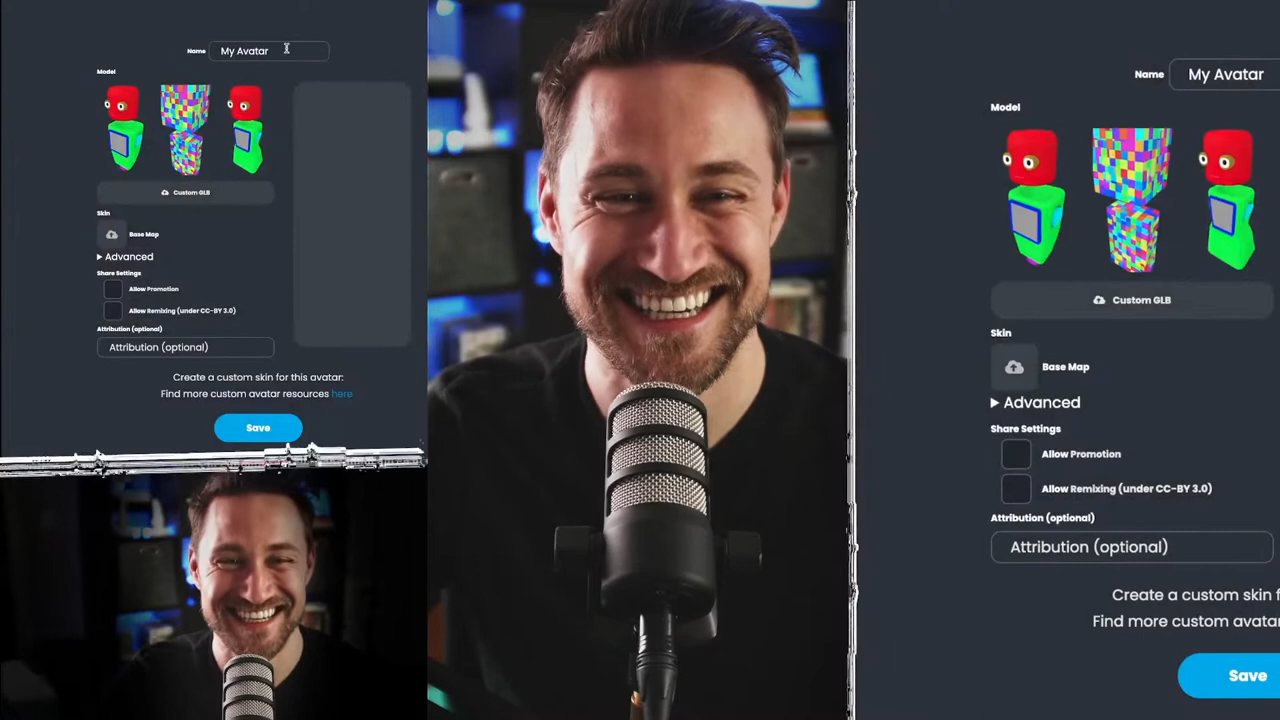 Name My Avatar
Model
Custom GLB
Skin
Base Map
Advanced
Share Settings
Allow Promotion
Allow Remixing (under CC-BY 3.0)
Attribution (optional)
Attribution (optional)
Create a custom skin for this avatar:
Find more custom avatar resources here
Save
Name My Avatar
Model
Custom GLB
Skin
Base Map
Advanced
Share Settings
Allow Promotion
Allow Remixing (under CC-BY 3.0)
Attribution (optional)
Attribution (optional)
Create a custom skin f
Find more custom avata
Save